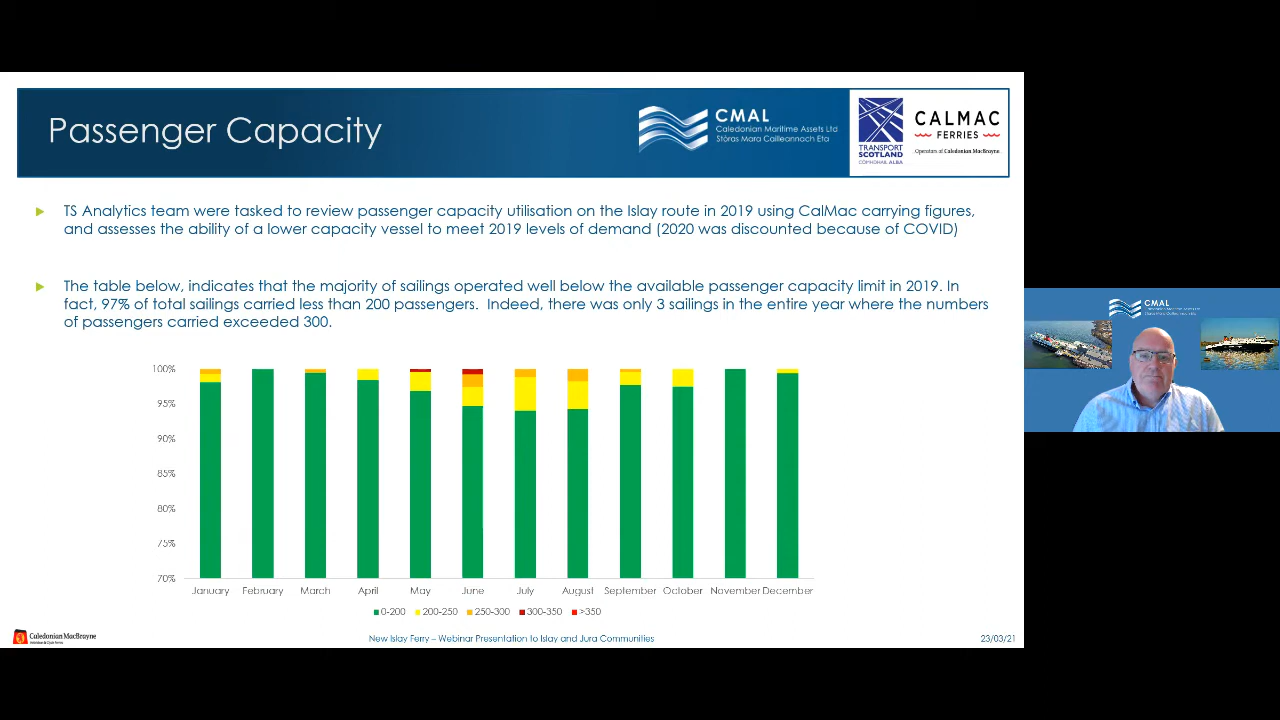 Passenger Capacity
CMAL
Caledonian Maritime Assets Ltd
Stòras Mara Cailleannach Eta
TRANSPORT
SCOTLAND
CÒMHDHAIL ALBA
CALMAC
FERRIES
Operators of Caledonian MacBrayne
TS Analytics team were tasked to review passenger capacity utilisation on the Islay route in 2019 using CalMac carrying figures,
and assesses the ability of a lower capacity vessel to meet 2019 levels of demand (2020 was discounted because of COVID)
The table below, indicates that the majority of sailings operated well below the available passenger capacity limit in 2019. In
fact, 97% of total sailings carried less than 200 passengers. Indeed, there was only 3 sailings in the entire year where the numbers
of passengers carried exceeded 300.
100%
95%
90%
85%
80%
75%
70%
January February March April May June July August September October November December
0-200 200-250 250-300 300-350 >350
Caledonian MacBrayne
New Islay Ferry – Webinar Presentation to Islay and Jura Communities
23/03/21
CMAL